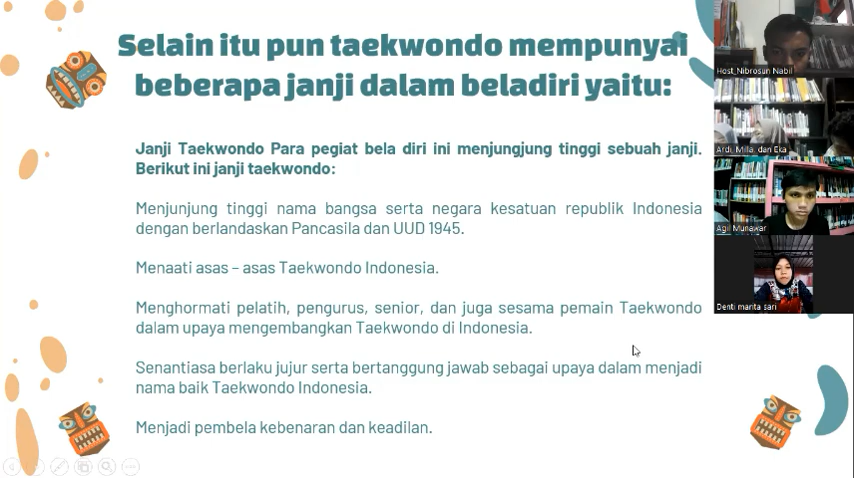 Selain itu pun taekwondo mempunyai
beberapa janji dalam beladiri yaitu:
Janji Taekwondo Para pegiat bela diri ini menjungjung tinggi sebuah janji.
Berikut ini janji taekwondo:
Menjunjung tinggi nama bangsa serta negara kesatuan republik Indonesia
dengan berlandaskan Pancasila dan UUD 1945.
Menaati asas – asas Taekwondo Indonesia.
Menghormati pelatih, pengurus, senior, dan juga sesama pemain Taekwondo
dalam upaya mengembangkan Taekwondo di Indonesia.
Senantiasa berlaku jujur serta bertanggung jawab sebagai upaya dalam menjadi
nama baik Taekwondo Indonesia.
Menjadi pembela kebenaran dan keadilan.
Host_Nibrosun Nabil
Ardi, Milla, dan Eka
Agil Munawar
Denti marita sari